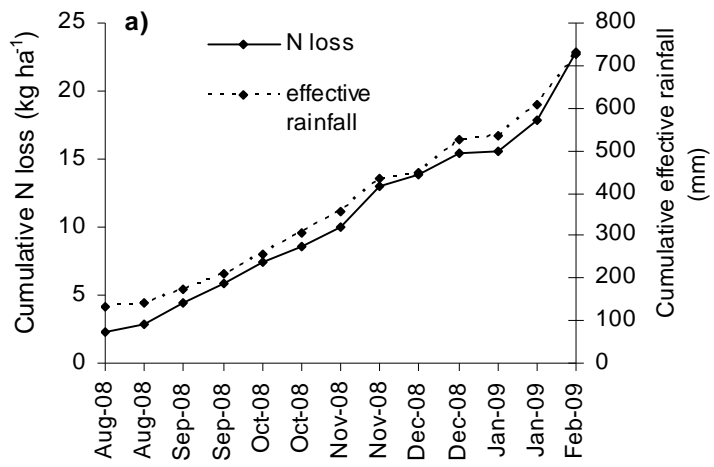 a)
N loss
effective
rainfall
Cumulative N loss (kg ha-1)
25
20
15
10
5
0
Cumulative effective rainfall
(mm)
800
700
600
500
400
300
200
100
0
Aug-08
Aug-08
Sep-08
Sep-08
Oct-08
Oct-08
Nov-08
Nov-08
Dec-08
Dec-08
Jan-09
Jan-09
Feb-09